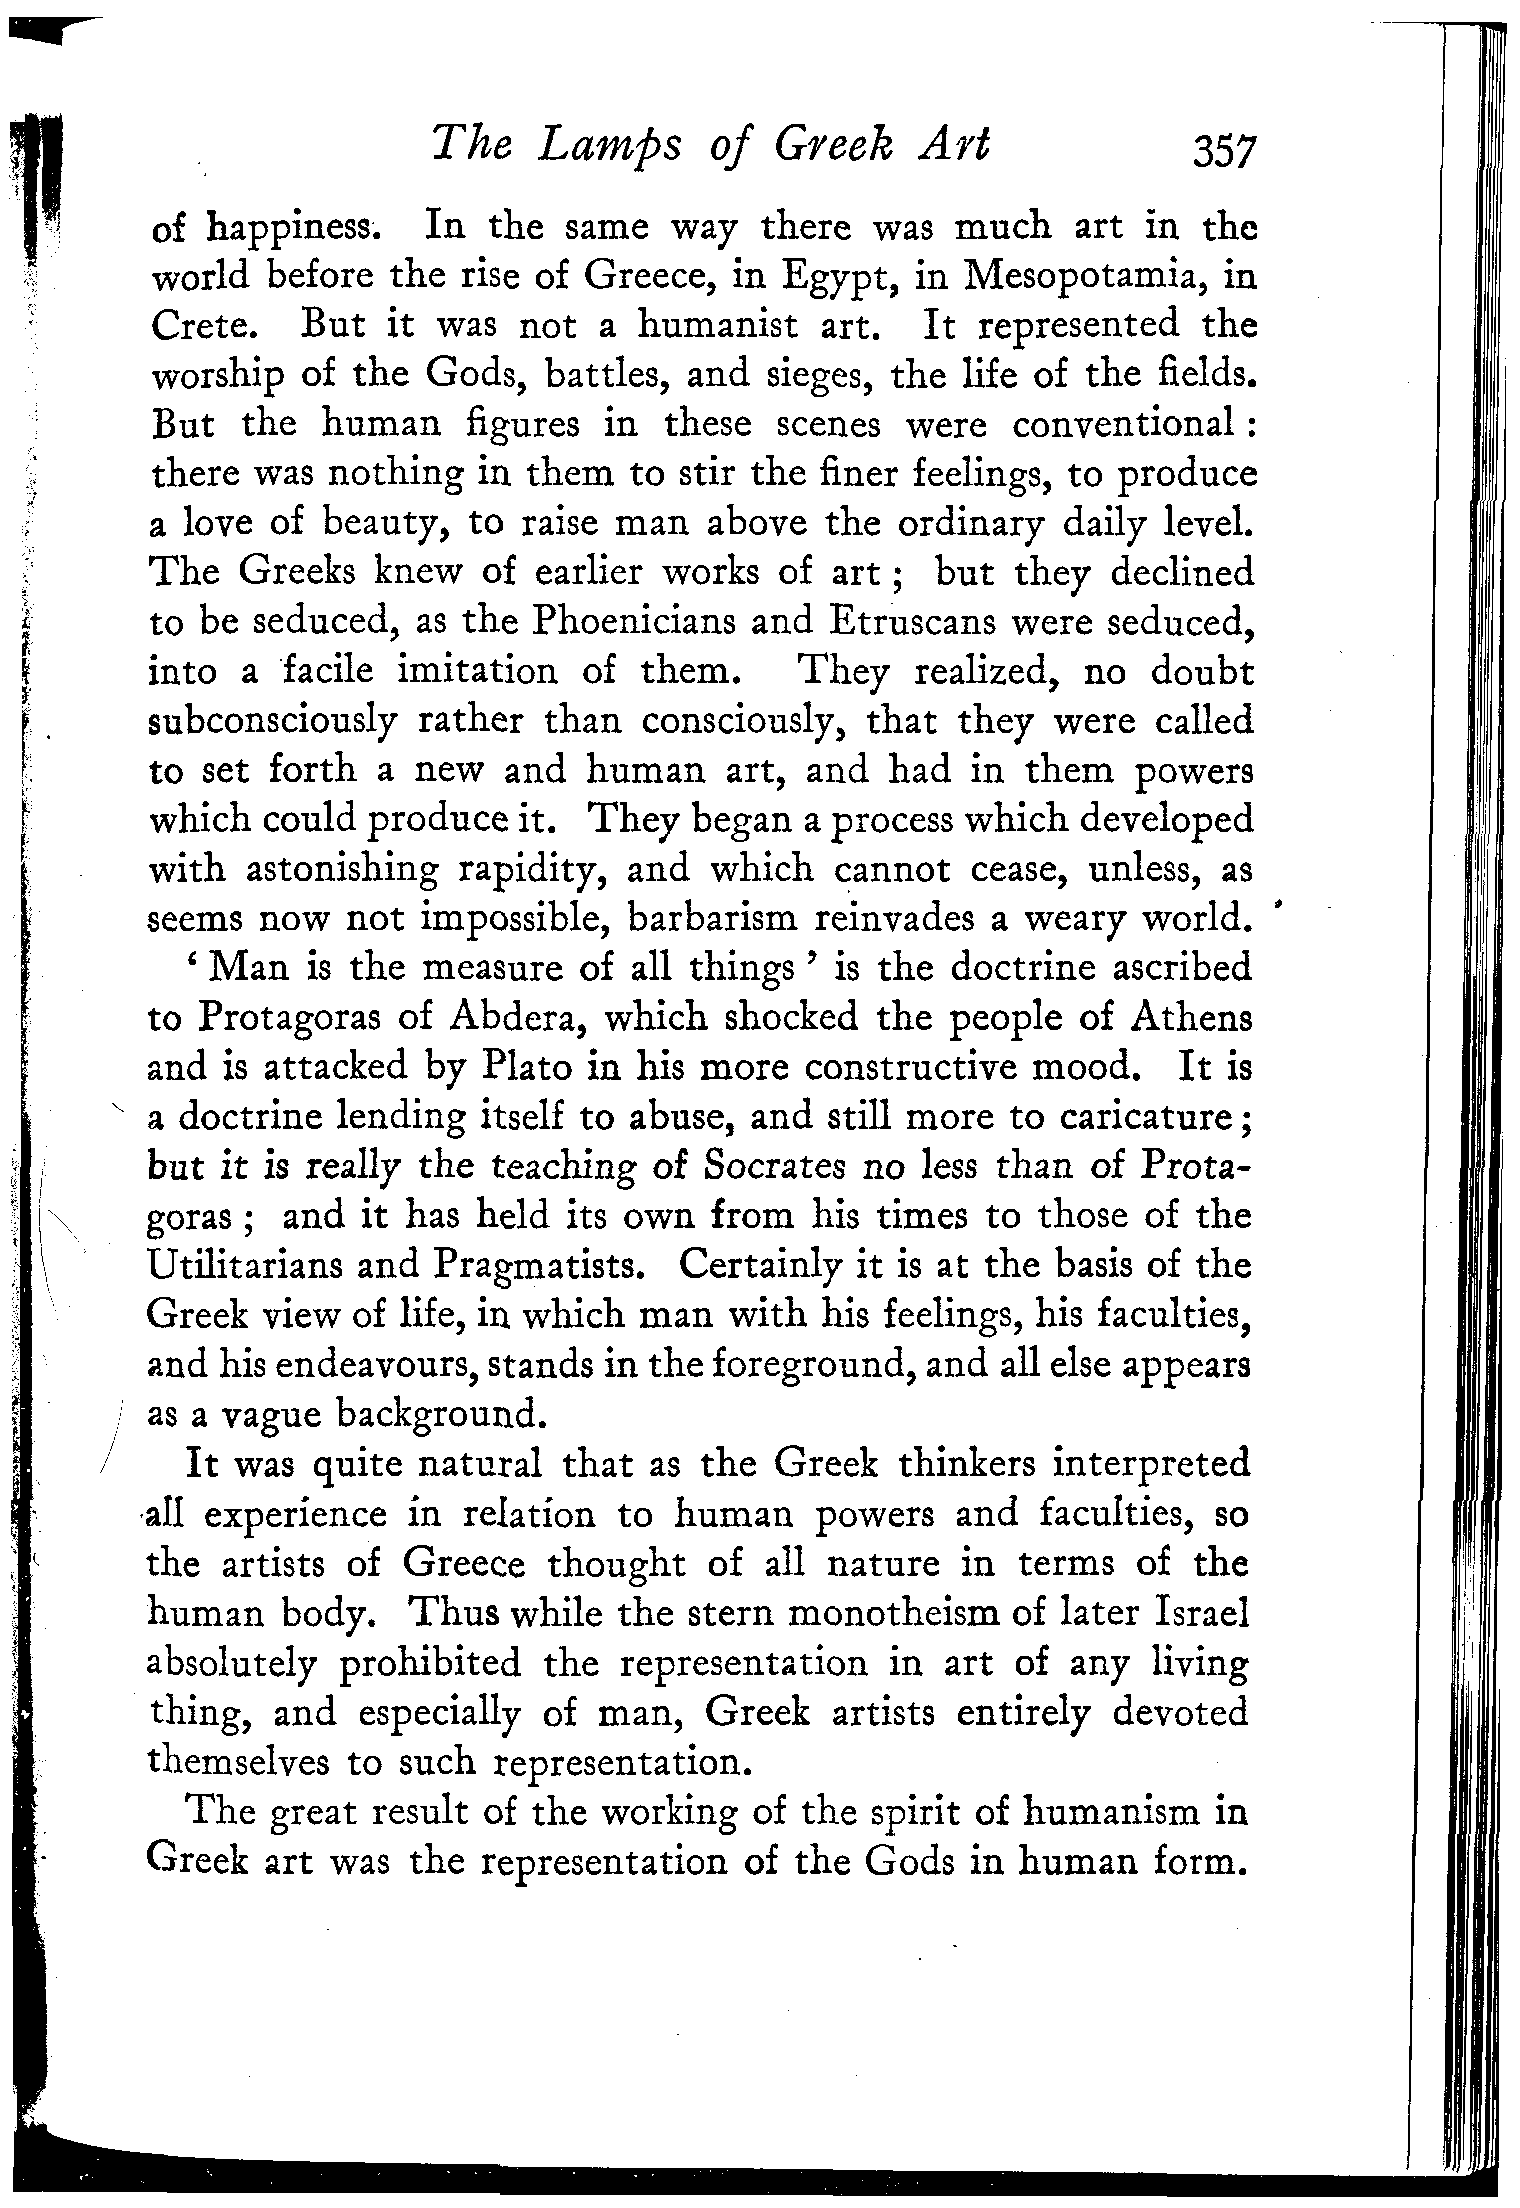 The Lamps of Greek Art 357
of happiness. In the same way there was much art in the
world before the rise of Greece, in Egypt, in Mesopotamia, in
Crete. But it was not a humanist art. It represented the
worship of the Gods, battles, and sieges, the life of the fields.
But the human figures in these scenes were conventional :
there was nothing in them to stir the finer feelings, to produce
a love of beauty, to raise man above the ordinary daily level.
The Greeks knew of earlier works of art ; but they declined
to be seduced, as the Phoenicians and Etruscans were seduced,
into a facile imitation of them. They realized, no doubt
subconsciously rather than consciously, that they were called
to set forth a new and human art, and had in them powers
which could produce it. They began a process which developed
with astonishing rapidity, and which cannot cease, unless, as
seems now not impossible, barbarism reinvades a weary world.
‘ Man is the measure of all things ’ is the doctrine ascribed
to Protagoras of Abdera, which shocked the people of Athens
and is attacked by Plato in his more constructive mood. It is
a doctrine lending itself to abuse, and still more to caricature ;
but it is really the teaching of Socrates no less than of Prota-
goras ; and it has held its own from his times to those of the
Utilitarians and Pragmatists. Certainly it is at the basis of the
Greek view of life, in which man with his feelings, his faculties,
and his endeavours, stands in the foreground, and all else appears
as a vague background.
It was quite natural that as the Greek thinkers interpreted
all experience in relation to human powers and faculties, so
the artists of Greece thought of all nature in terms of the
human body. Thus while the stern monotheism of later Israel
absolutely prohibited the representation in art of any living
thing, and especially of man, Greek artists entirely devoted
themselves to such representation.
The great result of the working of the spirit of humanism in
Greek art was the representation of the Gods in human form.